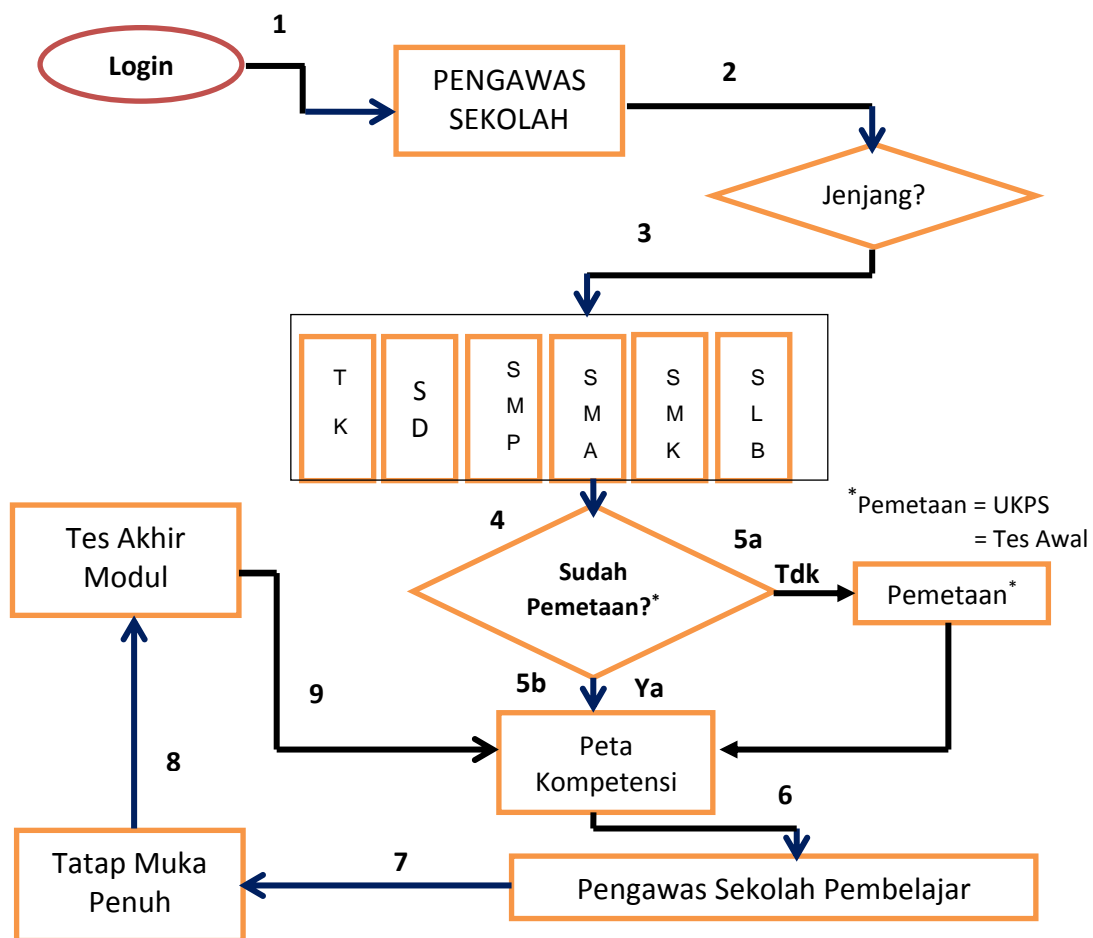 1
Login
PENGAWAS
SEKOLAH
2
Jenjang?
3
T
K
S
D
S
M
P
S
M
A
S
M
K
S
L
B
4
Sudah
Pemetaan?*
5a
Tdk
*Pemetaan = UKPS
= Tes Awal
Pemetaan*
5b
Ya
Peta
Kompetensi
6
Pengawas Sekolah Pembelajar
7
Tatap Muka
Penuh
8
Tes Akhir
Modul
9